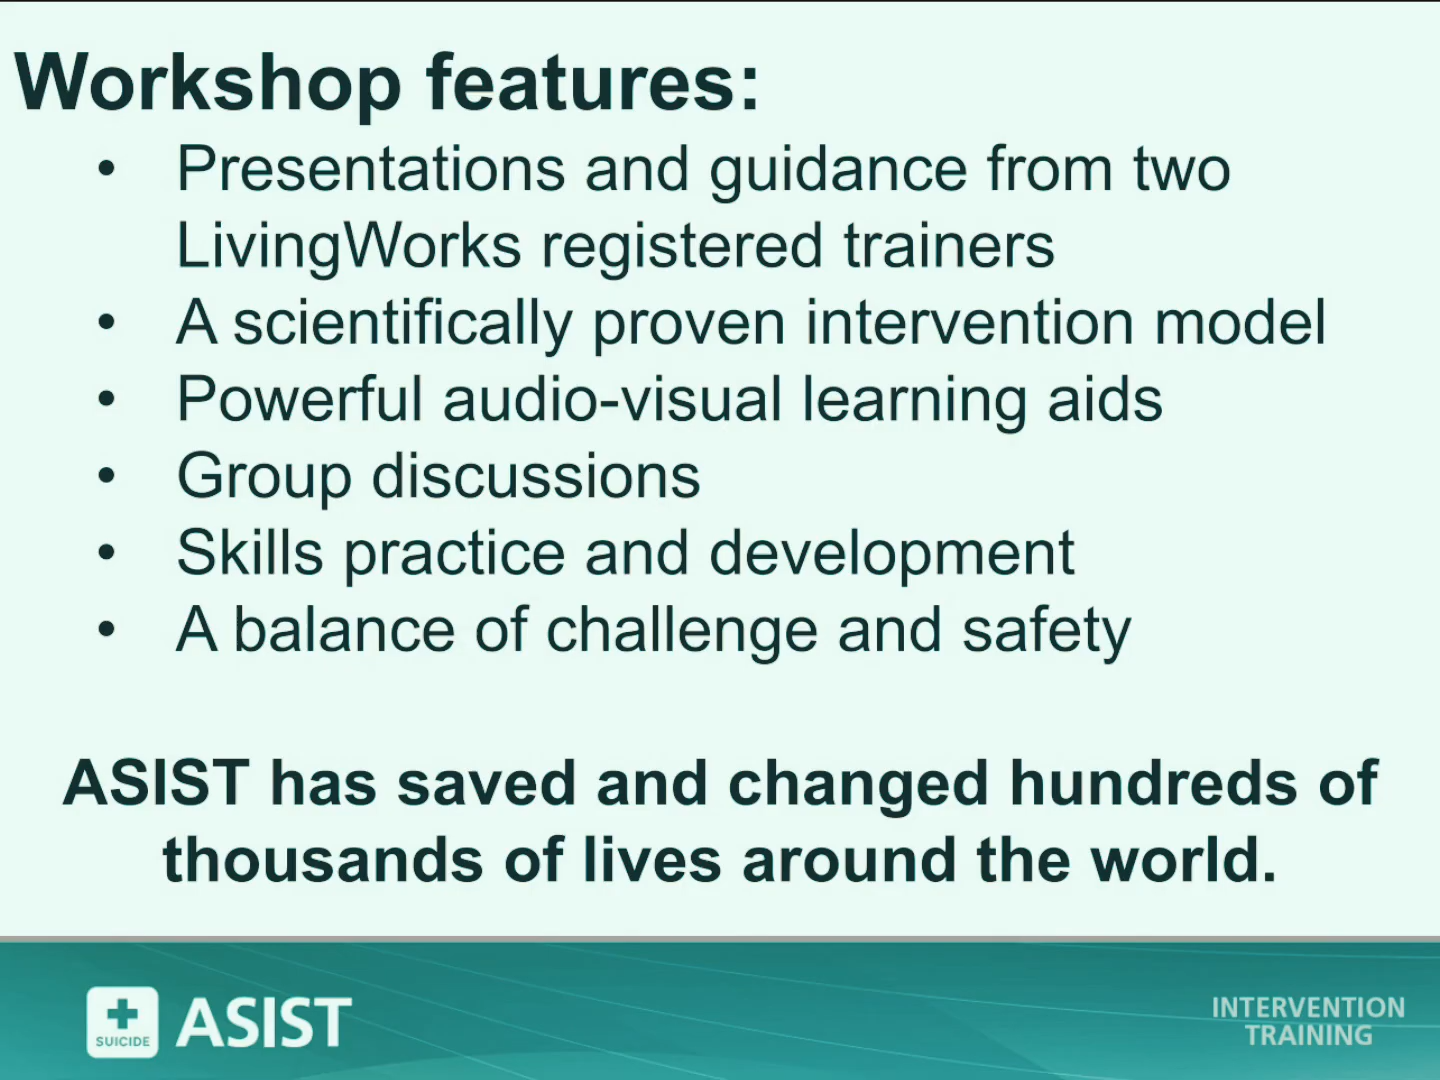 Workshop features:
• Presentations and guidance from two
LivingWorks registered trainers
• A scientifically proven intervention model
• Powerful audio-visual learning aids
• Group discussions
• Skills practice and development
• A balance of challenge and safety
ASIST has saved and changed hundreds of
thousands of lives around the world.
SUICIDE
ASIST
INTERVENTION
TRAINING